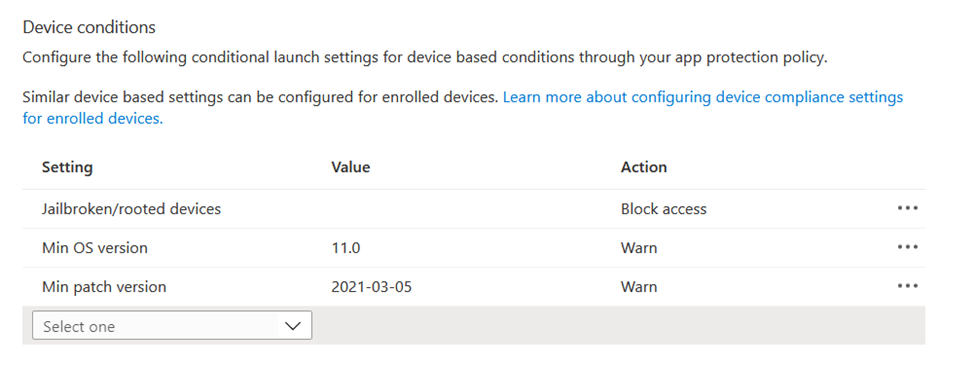 Device conditions
Configure the following conditional launch settings for device based conditions through your app protection policy.
Similar device based settings can be configured for enrolled devices. Learn more about configuring device compliance settings
for enrolled devices.
Setting Value Action
Jailbroken/rooted devices Block access
Min OS version 11.0 Warn
Min patch version 2021-03-05 Warn
Select one